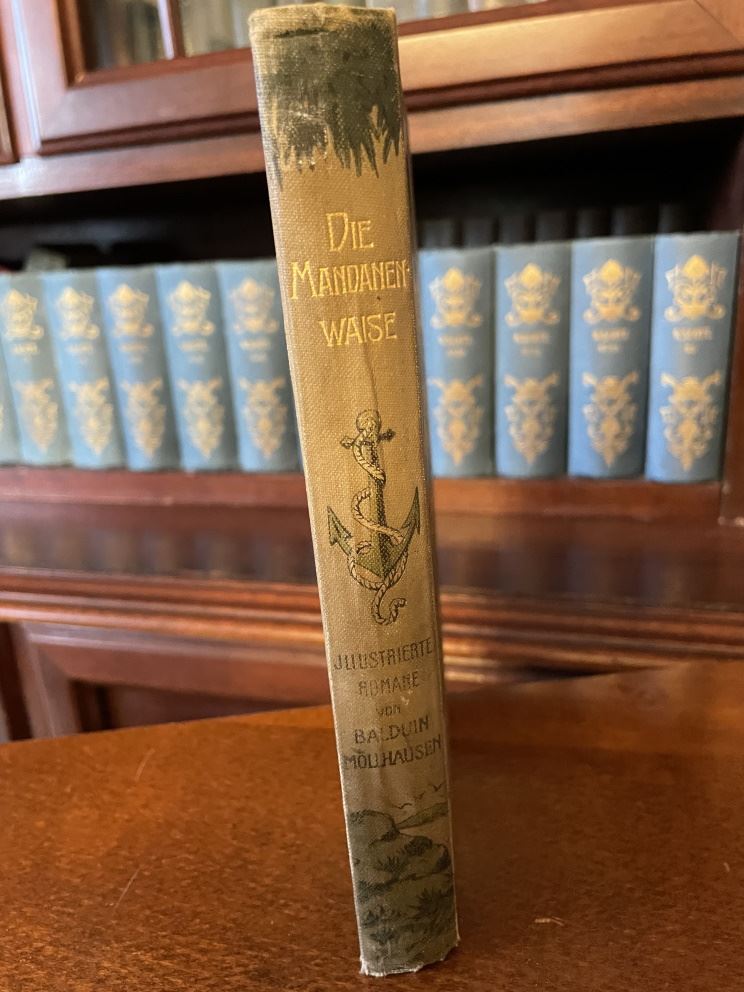 DIE
MANDANEN-
WAISE
JLLUSTRIERTE
ROMANE
VON
BALDUIN
MÖLLHAUSEN